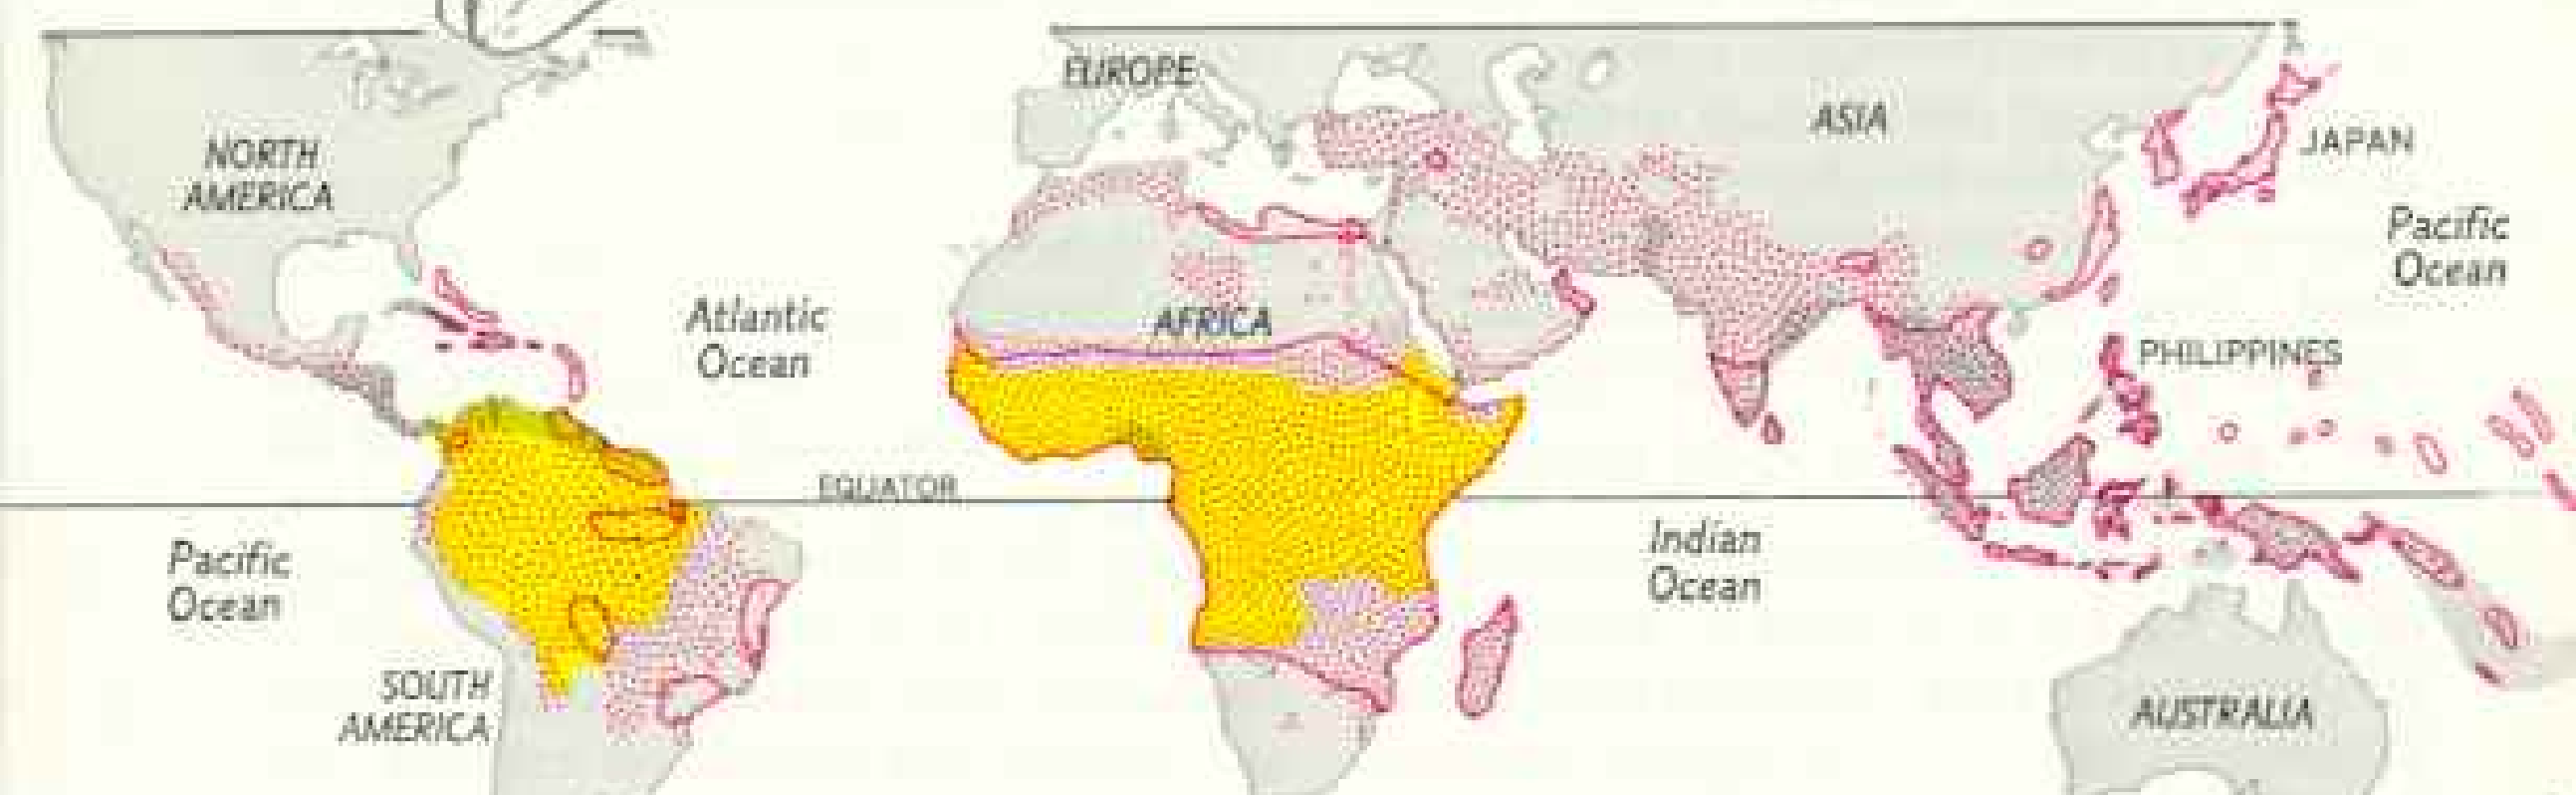 EUROPE
ASIA
NORTH
AMERICA
JAPAN
Pacific
Ocean
Atlantic
Ocean
AFRICA
PHILIPPINES
EQUATOR
Pacific
Ocean
Indian
Ocean
SOUTH
AMERICA
AUSTRALIA